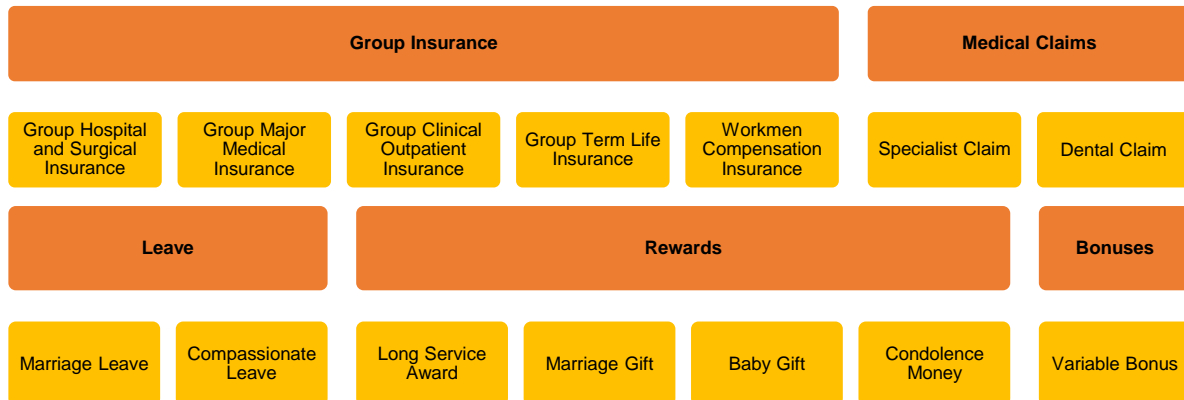 Group Insurance
Medical Claims
Group Hospital
and Surgical
Insurance
Group Major
Medical
Insurance
Group Clinical
Outpatient
Insurance
Group Term Life
Insurance
Workmen
Compensation
Insurance
Specialist Claim
Dental Claim
Leave
Rewards
Bonuses
Marriage Leave
Compassionate
Leave
Long Service
Award
Marriage Gift
Baby Gift
Condolence
Money
Variable Bonus